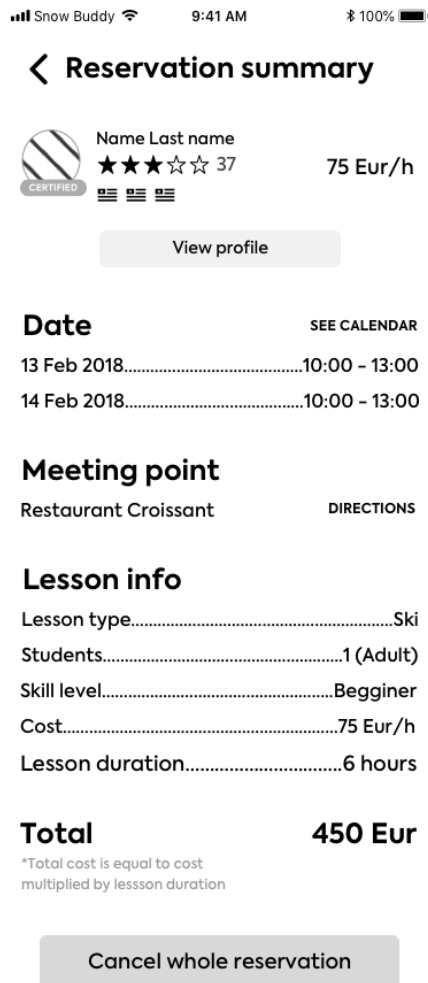 Snow Buddy 9:41 AM 100%
Reservation summary
Name Last name
37
75 Eur/h
CERTIFIED
View profile
Date SEE CALENDAR
13 Feb 2018..........................................10:00 - 13:00
14 Feb 2018..........................................10:00 - 13:00
Meeting point
Restaurant Croissant DIRECTIONS
Lesson info
Lesson type.............................................................Ski
Students........................................................1 (Adult)
Skill level......................................................Begginer
Cost................................................................75 Eur/h
Lesson duration...............................6 hours
Total 450 Eur
*Total cost is equal to cost
multiplied by lessson duration
Cancel whole reservation